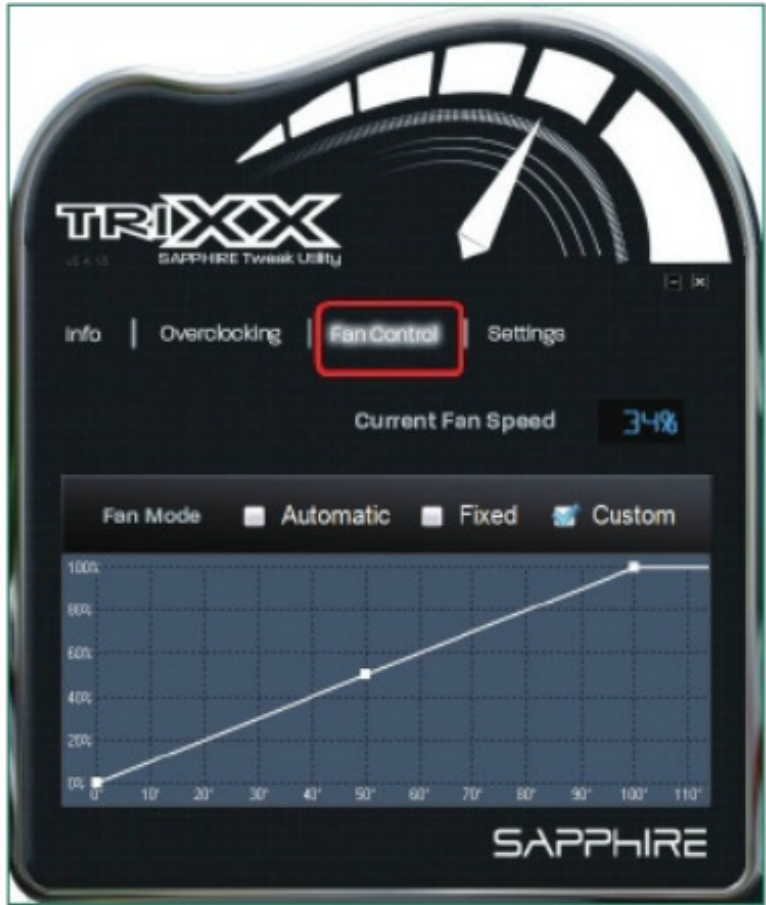 TRIXX
SAPPHIRE Tweak Utility
Info | Overclocking | Fan Control | Settings
Current Fan Speed 34%
Fan Mode Automatic Fixed Custom
100%
80%
60%
40%
20%
0%
0° 10° 20° 30° 40° 50° 60° 70° 80° 90° 100° 110°
SAPPHIRE